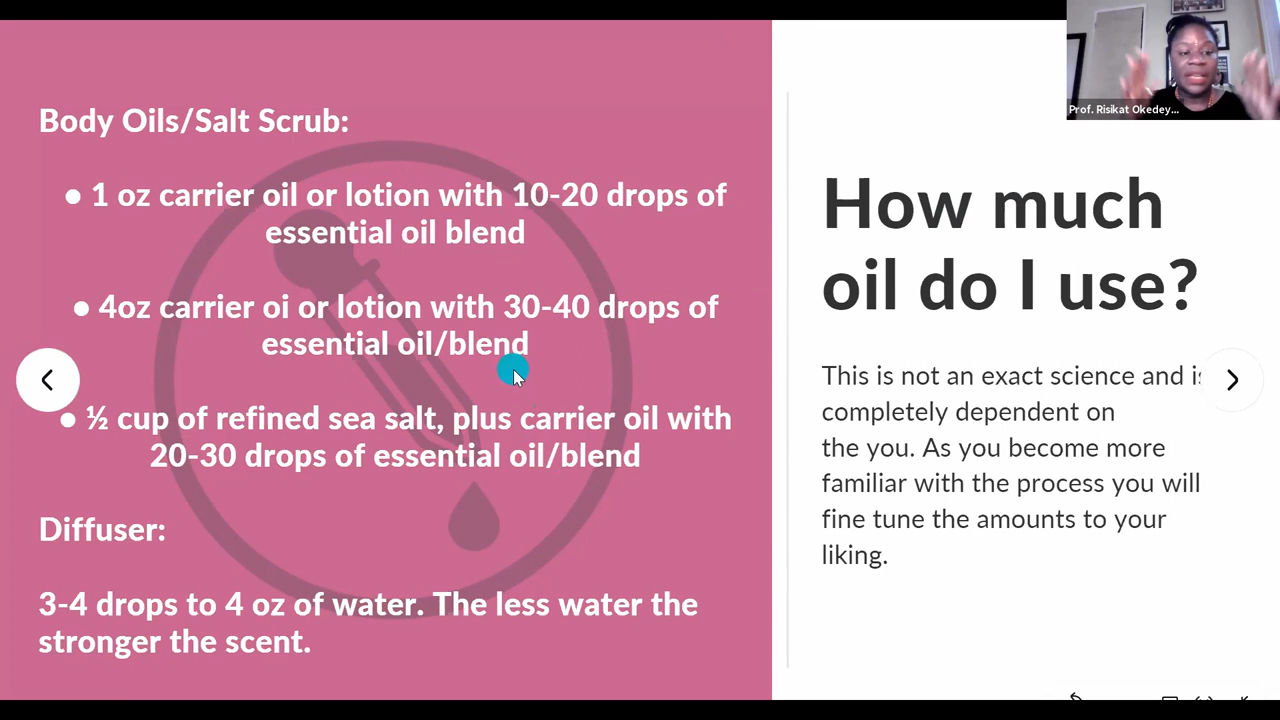 Body Oils/Salt Scrub:
● 1 oz carrier oil or lotion with 10-20 drops of
essential oil blend
● 4oz carrier oi or lotion with 30-40 drops of
essential oil/blend
● ½ cup of refined sea salt, plus carrier oil with
20-30 drops of essential oil/blend
Diffuser:
3-4 drops to 4 oz of water. The less water the
stronger the scent.
Prof. Risikat Okedey...
How much
oil do I use?
This is not an exact science and is
completely dependent on
the you. As you become more
familiar with the process you will
fine tune the amounts to your
liking.